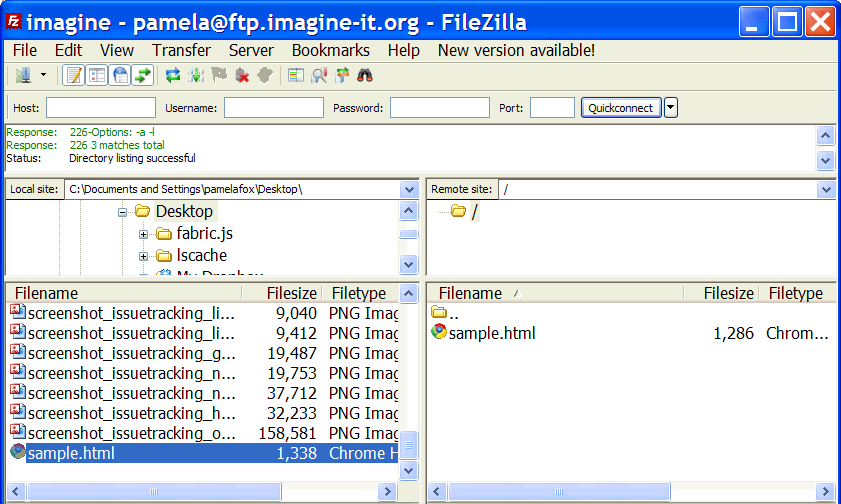 imagine - pamela@ftp.imagine-it.org - FileZilla
File Edit View Transfer Server Bookmarks Help New version available!
Host: Username: Password: Port: Quickconnect
Response: 226-Options: -a -l
Response: 226 3 matches total
Status: Directory listing successful
Local site: C:\Documents and Settings\pamelafox\Desktop\
Remote site: /
Desktop
/
fabric.js
lscache
My Dropbox
Filename Filesize Filetype
screenshot_issuetracking_li... 9,040 PNG Imag
screenshot_issuetracking_li... 9,412 PNG Imag
screenshot_issuetracking_g... 19,487 PNG Imag
screenshot_issuetracking_n... 19,753 PNG Imag
screenshot_issuetracking_n... 37,712 PNG Imag
screenshot_issuetracking_h... 32,233 PNG Imag
screenshot_issuetracking_o... 158,581 PNG Imag
sample.html 1,338 Chrome H
Filename Filesize Filetype
..
sample.html 1,286 Chrom...